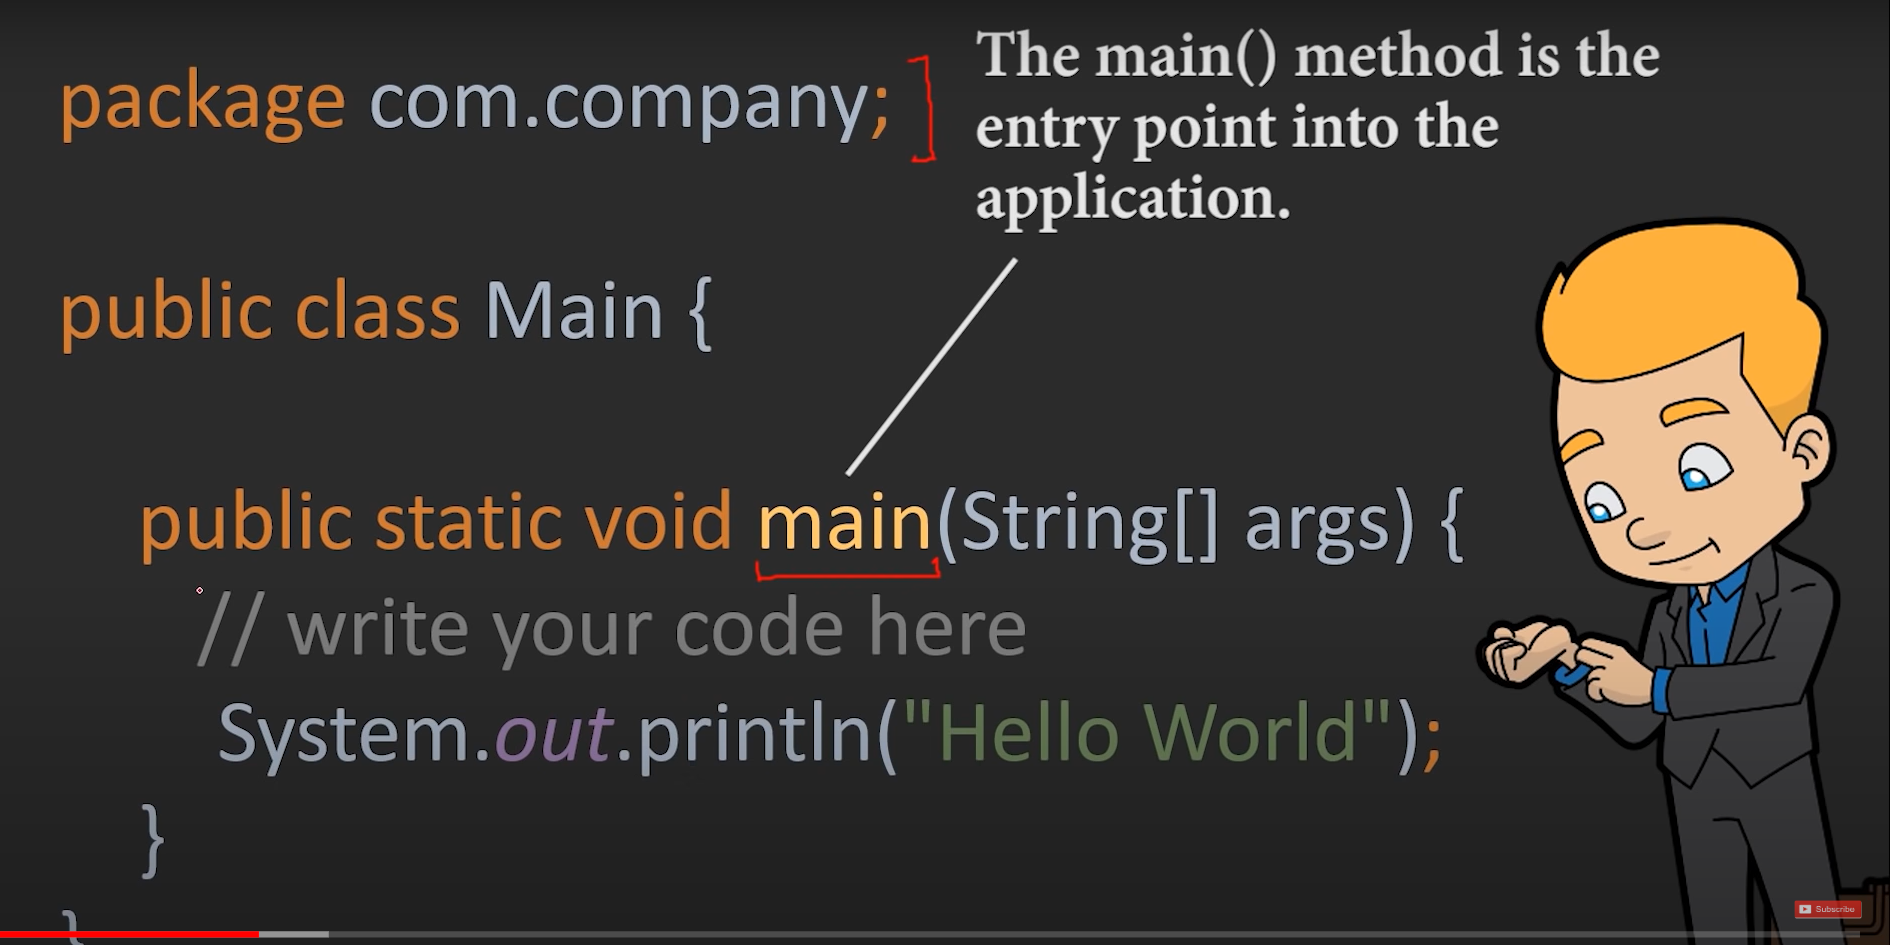 package com.company;
The main() method is the
entry point into the
application.
public class Main {
public static void main(String[] args) {
// write your code here
System.out.println("Hello World");
}
}
Subscribe